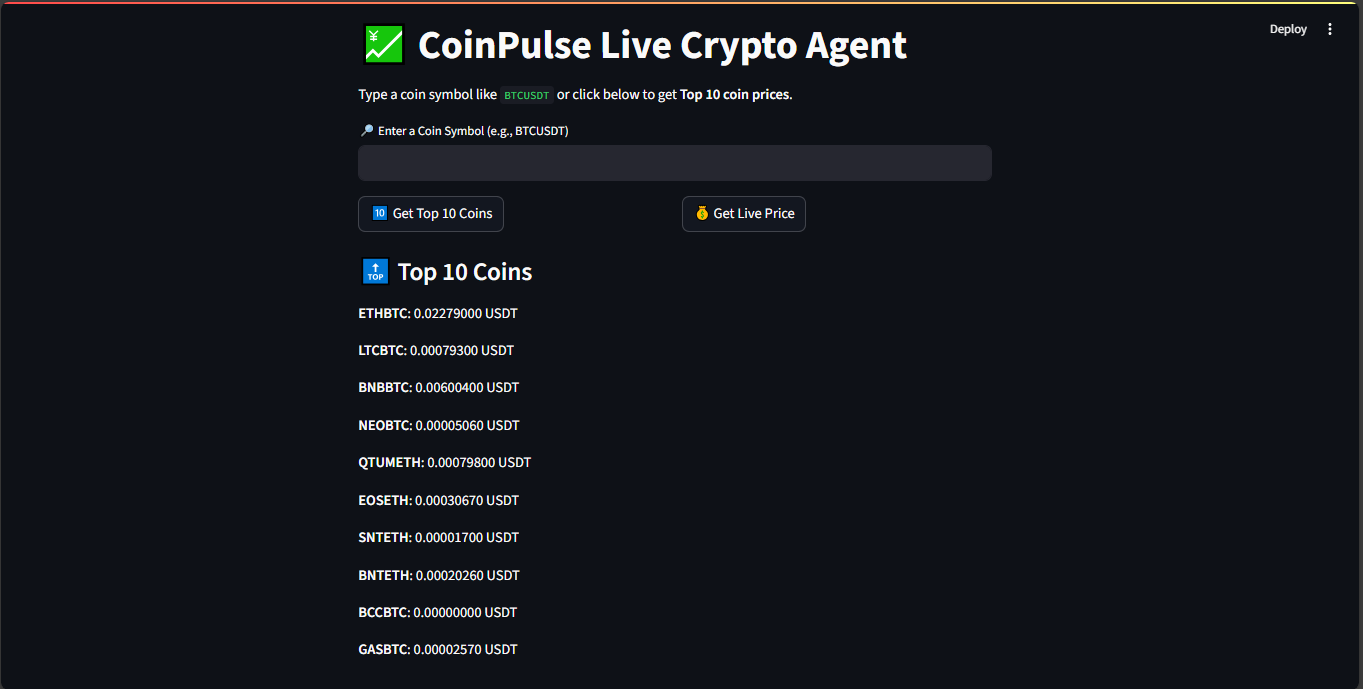 Deploy
CoinPulse Live Crypto Agent
Type a coin symbol like BTCUSDT or click below to get Top 10 coin prices.
Enter a Coin Symbol (e.g., BTCUSDT)
10 Get Top 10 Coins
Get Live Price
TOP Top 10 Coins
ETHBTC: 0.02279000 USDT
LTCBTC: 0.00079300 USDT
BNBBTC: 0.00600400 USDT
NEOBTC: 0.00005060 USDT
QTUMETH: 0.00079800 USDT
EOSETH: 0.00030670 USDT
SNTETH: 0.00001700 USDT
BNTETH: 0.00020260 USDT
BCCBTC: 0.00000000 USDT
GASBTC: 0.00002570 USDT